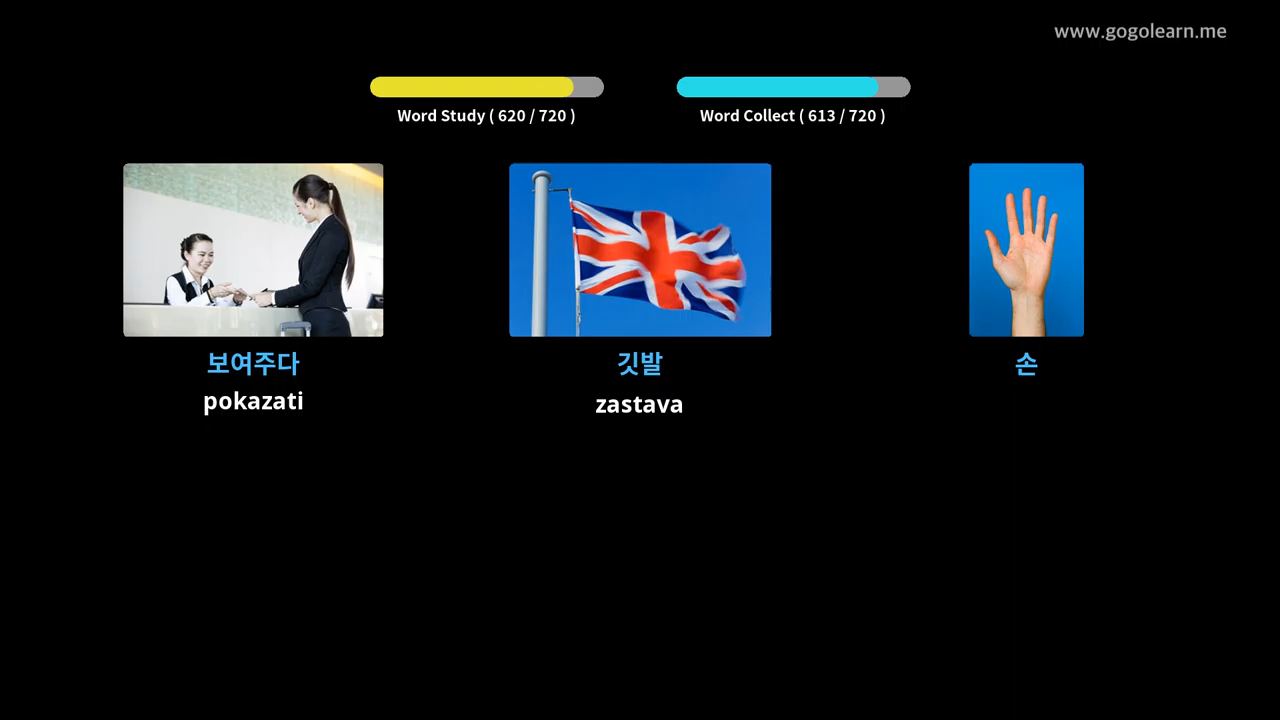 www.gogolearn.me
Word Study ( 620 / 720 )
Word Collect ( 613 / 720 )
보여주다
깃발
손
pokazati
zastava